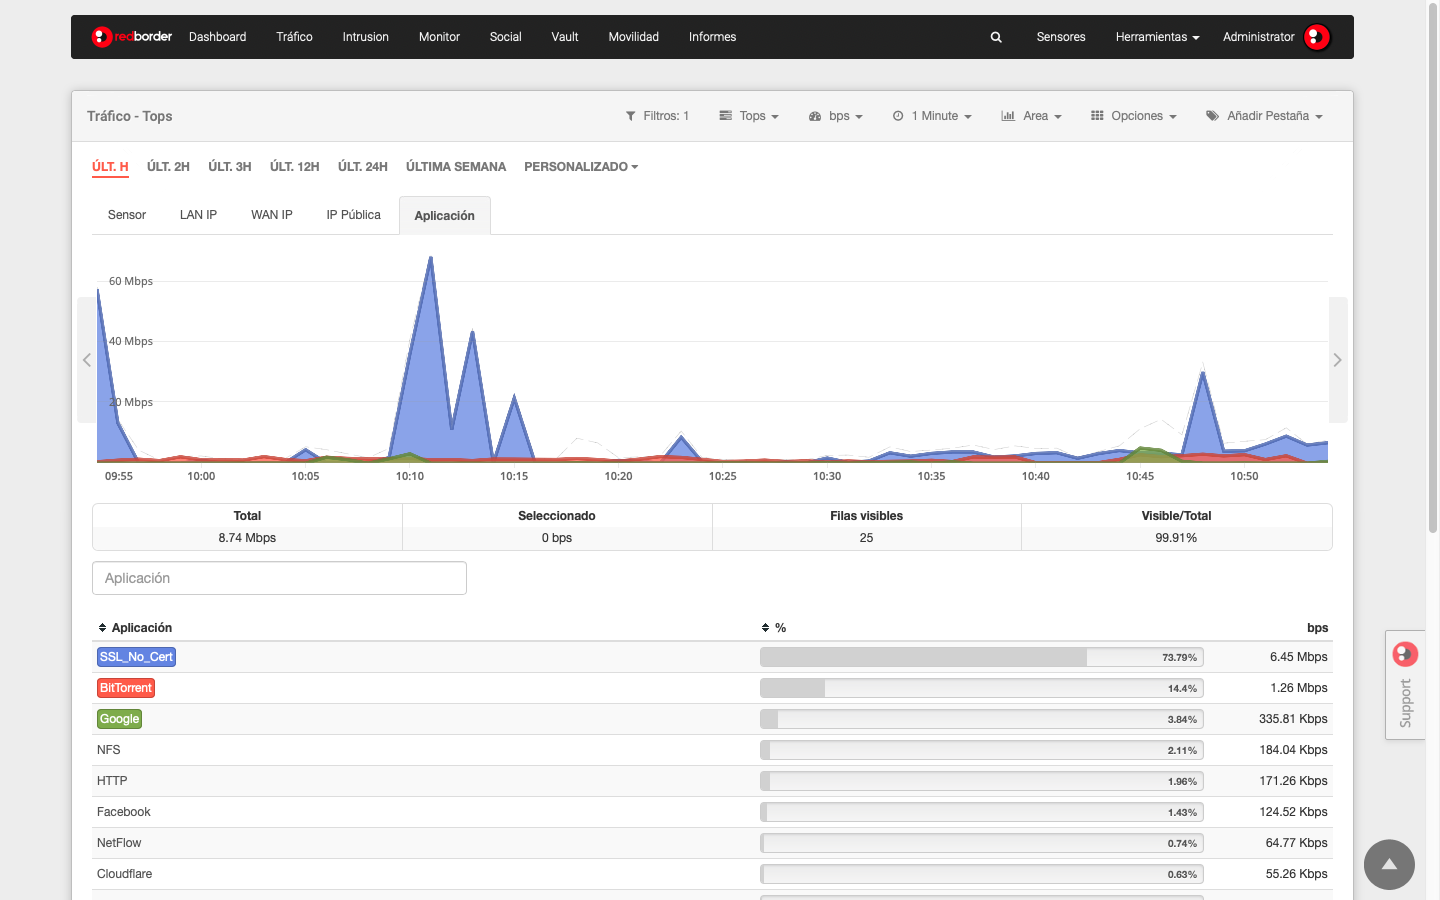 redborder Dashboard Tráfico Intrusion Monitor Social Vault Movilidad Informes Sensores Herramientas Administrator
Tráfico - Tops Filtros: 1 Tops bps 1 Minute Area Opciones Añadir Pestaña
ÚLT. H ÚLT. 2H ÚLT. 3H ÚLT. 12H ÚLT. 24H ÚLTIMA SEMANA PERSONALIZADO
Sensor LAN IP WAN IP IP Pública Aplicación
60 Mbps
40 Mbps
20 Mbps
09:55 10:00 10:05 10:10 10:15 10:20 10:25 10:30 10:35 10:40 10:45 10:50
Total Seleccionado Filas visibles Visible/Total
8.74 Mbps 0 bps 25 99.91%
Aplicación
Aplicación % bps
SSL_No_Cert 73.79% 6.45 Mbps
BitTorrent 14.4% 1.26 Mbps
Google 3.84% 335.81 Kbps
NFS 2.11% 184.04 Kbps
HTTP 1.96% 171.26 Kbps
Facebook 1.43% 124.52 Kbps
NetFlow 0.74% 64.77 Kbps
Cloudflare 0.63% 55.26 Kbps
Support